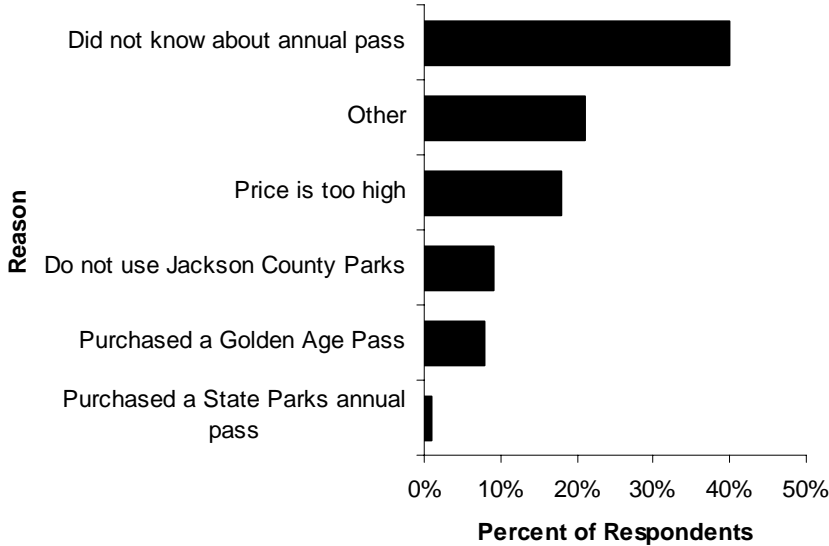 Did not know about annual pass
Other
Price is too high
Do not use Jackson County Parks
Purchased a Golden Age Pass
Purchased a State Parks annual
pass
Reason
0% 10% 20% 30% 40% 50%
Percent of Respondents